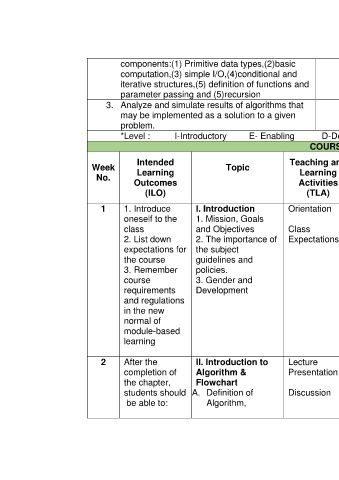 components:(1) Primitive data types,(2)basic
computation,(3) simple I/O,(4)conditional and
iterative structures,(5) definition of functions and
parameter passing and (5)recursion
3. Analyze and simulate results of algorithms that
may be implemented as a solution to a given
problem.
*Level : I-Introductory E- Enabling D-De
COURS
Week
No.
Intended
Learning
Outcomes
(ILO)
Topic
Teaching an
Learning
Activities
(TLA)
1
1. Introduce
oneself to the
class
2. List down
expectations for
the course
3. Remember
course
requirements
and regulations
in the new
normal of
module-based
learning
I. Introduction
1. Mission, Goals
and Objectives
2. The importance of
the subject
guidelines and
policies.
3. Gender and
Development
Orientation
Class
Expectations
2
After the
completion of
the chapter,
students should
be able to:
II. Introduction to
Algorithm &
Flowchart
A. Definition of
Algorithm,
Lecture
Presentation
Discussion